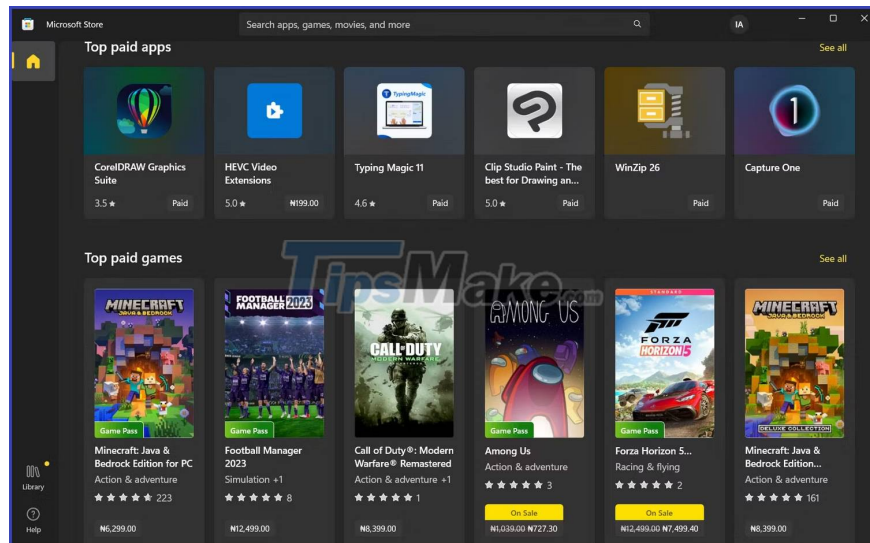 Microsoft Store
Search apps, games, movies, and more
IA
Top paid apps
See all
TypingMagic
1
CorelDRAW Graphics
Suite
3.5 ★
Paid
HEVC Video
Extensions
5.0 ★
₦199.00
Typing Magic 11
4.6 ★
Paid
Clip Studio Paint - The
best for Drawing an...
5.0 ★
Paid
WinZip 26
Paid
Capture One
Paid
Top paid games
See all
TipsMake.com
MINECRAFT
JAVA & BEDROCK
Game Pass
Minecraft: Java &
Bedrock Edition for PC
Action & adventure
223
₦6,299.00
FOOTBALL
MANAGER 2023
Game Pass
Football Manager
2023
Simulation +1
8
₦12,499.00
CALL·DUTY
MODERN WARFARE
Call of Duty®: Modern
Warfare® Remastered
Action & adventure +1
1
₦8,399.00
AMONG US
Game Pass
Among Us
Action & adventure
3
On Sale
₦1,039.00 ₦727.30
STANDARD
FORZA
HORIZON 5
Game Pass
Forza Horizon 5...
Racing & flying
2
On Sale
₦12,499.00 ₦7,499.40
MINECRAFT
JAVA & BEDROCK
DELUXE COLLECTION
Minecraft: Java &
Bedrock Edition...
Action & adventure
161
₦8,399.00
Library
Help